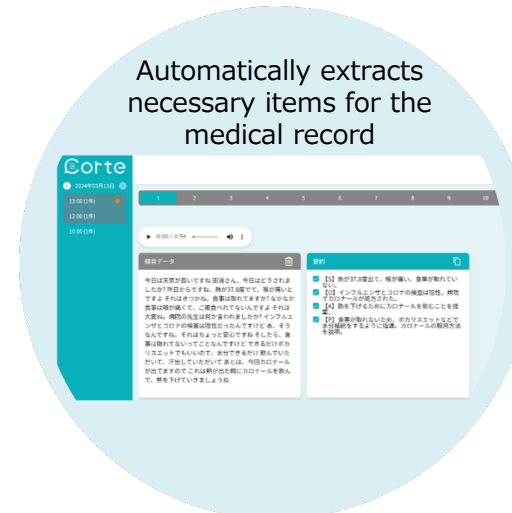 Automatically extracts
necessary items for the
medical record
Corte
2024年03月13日
13:00 (1件)
12:00 (1件)
10:00 (1件)
1 2 3 4 5 6 7 8 9 10
0:00 / 0:54
録音データ
今日は天気が良いですね 田浦さん、今日はどうされま
したか? 昨日からですね、熱が37.8度でて、喉が痛いと
ですよ それはきつかね。食事は取れてますか? なかなか
食事は喉が痛くて、ご飯食べれてないんですよ それは
大変ね。病院の先生は何か言われましたか? インフルエ
ンザとコロナの検査は陰性だったんですけど あ、そう
なんですね。それはちょっと安心ですね そしたら、食
事は取れてないってことなんですけど できるだけポカ
リスエットでもいいので、水分できるだけ 飲んでいた
だいて、汗出していただいて あとは、今回カロナール
が出てますので これは熱が出た時にカロナールを飲ん
で、熱を下げていきましょうね
要約
【S】熱が37.8度出て、喉が痛い。食事が取れてい
ない。
【O】インフルエンザとコロナの検査は陰性。病院
でカロナールが処方された。
【A】熱を下げるためにカロナールを飲むことを提
案。
【P】食事が取れないため、ポカリスエットなどで
水分補給をするように指導。カロナールの服用方法
を説明。